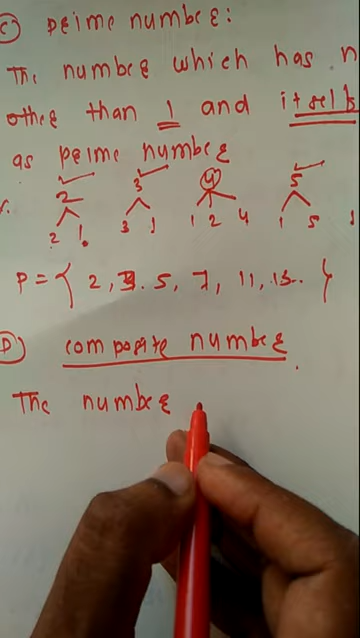 C) prime number:
The number which has n
other than 1 and itself
as prime number
2 3 4 5
2 1. 3 1 1 2 4 1 5 1
P = { 2, 3. 5, 7, 11, 13.. }
D) composite number.
The number